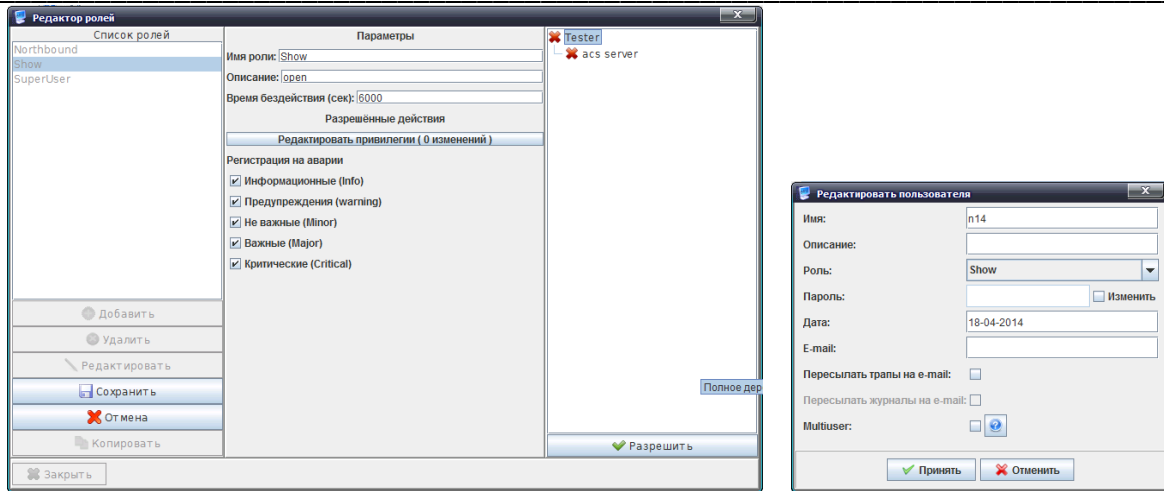 Редактор ролей
Список ролей
Northbound
Show
SuperUser
Добавить
Удалить
Редактировать
Сохранить
Отмена
Копировать
Закрыть
Параметры
Имя роли: Show
Описание: open
Время бездействия (сек): 6000
Разрешённые действия
Редактировать привилегии ( 0 изменений )
Регистрация на аварии
Информационные (Info)
Предупреждения (warning)
Не важные (Minor)
Важные (Major)
Критические (Critical)
Tester
acs server
Полное дер
Разрешить
Редактировать пользователя
Имя: n14
Описание:
Роль: Show
Пароль: Изменить
Дата: 18-04-2014
E-mail:
Пересылать трапы на e-mail:
Пересылать журналы на e-mail:
Multiuser:
Принять Отменить